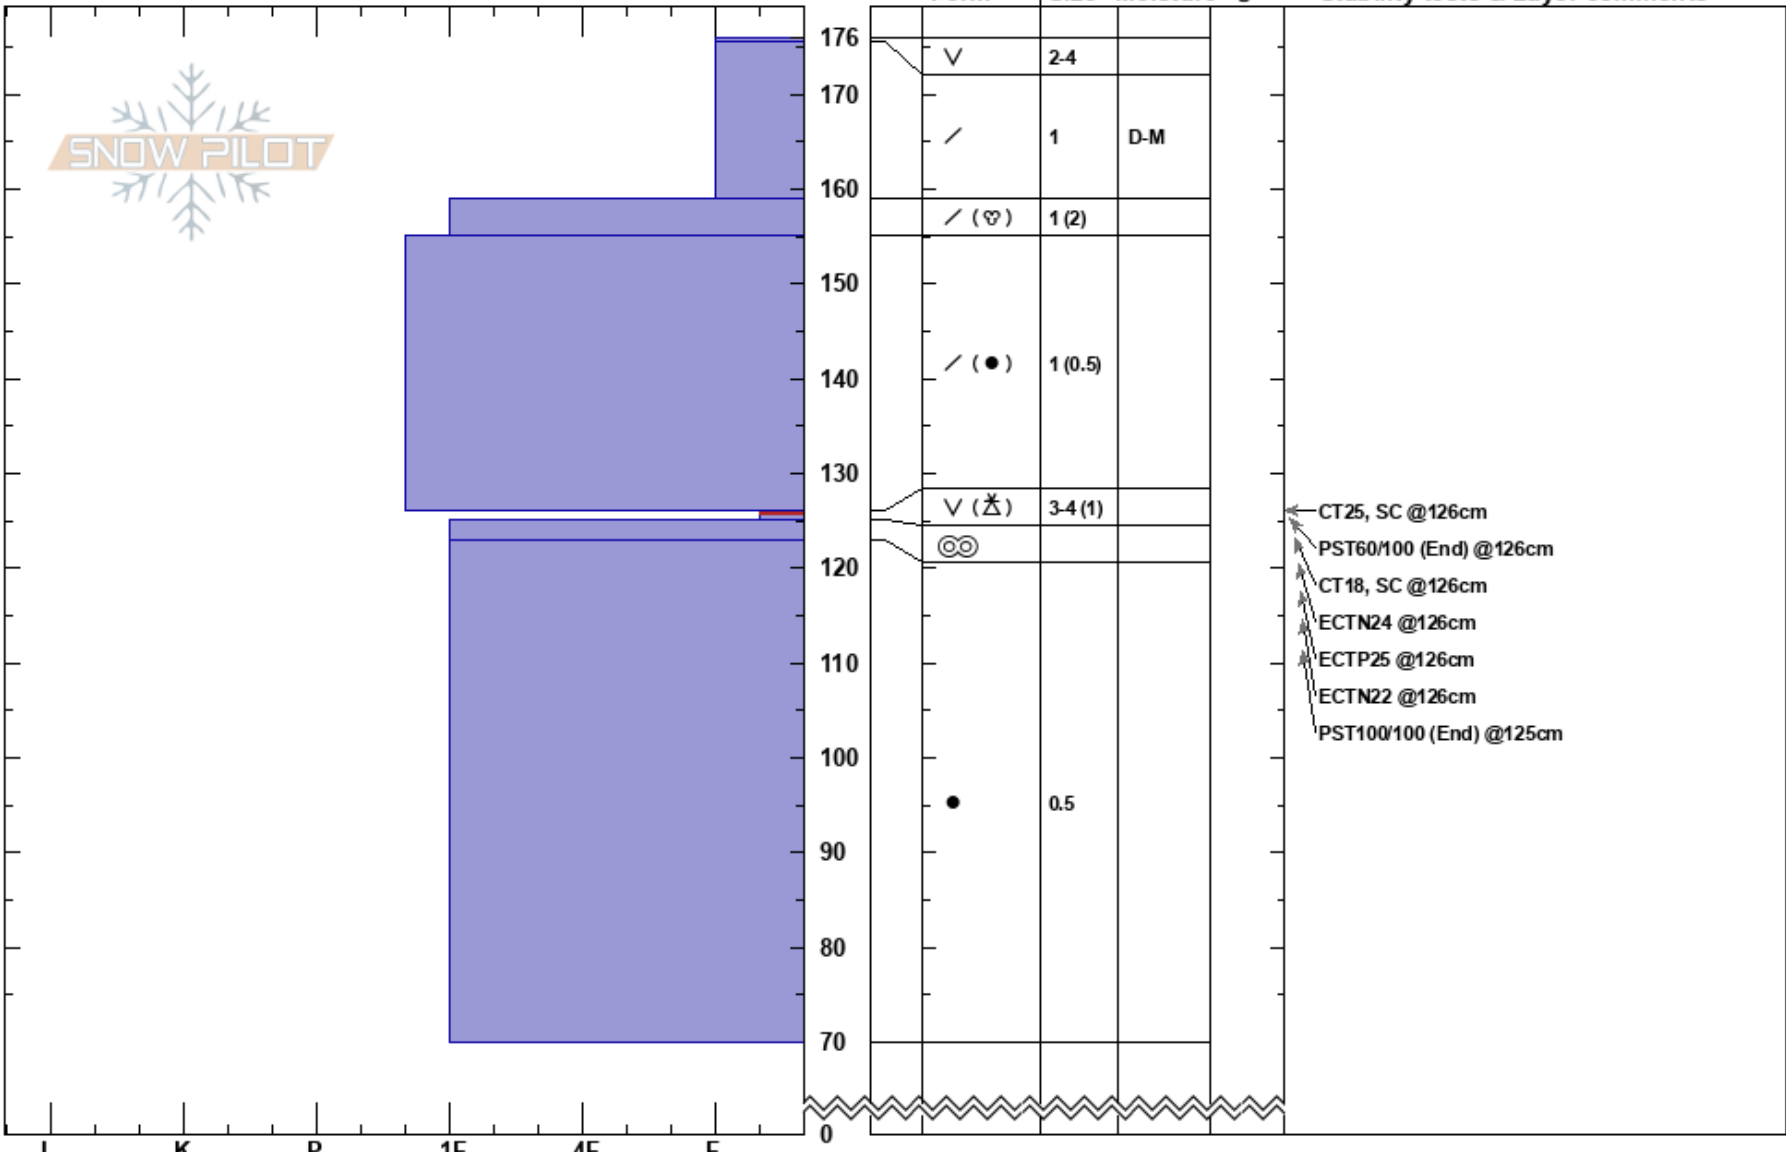 176
2-4
SNOW PILOT
170
1 D-M
160
1 (2)
150
1 (0.5)
140
130
3-4 (1)
CT25, SC @126cm
PST60/100 (End) @126cm
120
CT18, SC @126cm
ECTN24 @126cm
110
ECTP25 @126cm
ECTN22 @126cm
PST100/100 (End) @125cm
100
0.5
90
80
70
0